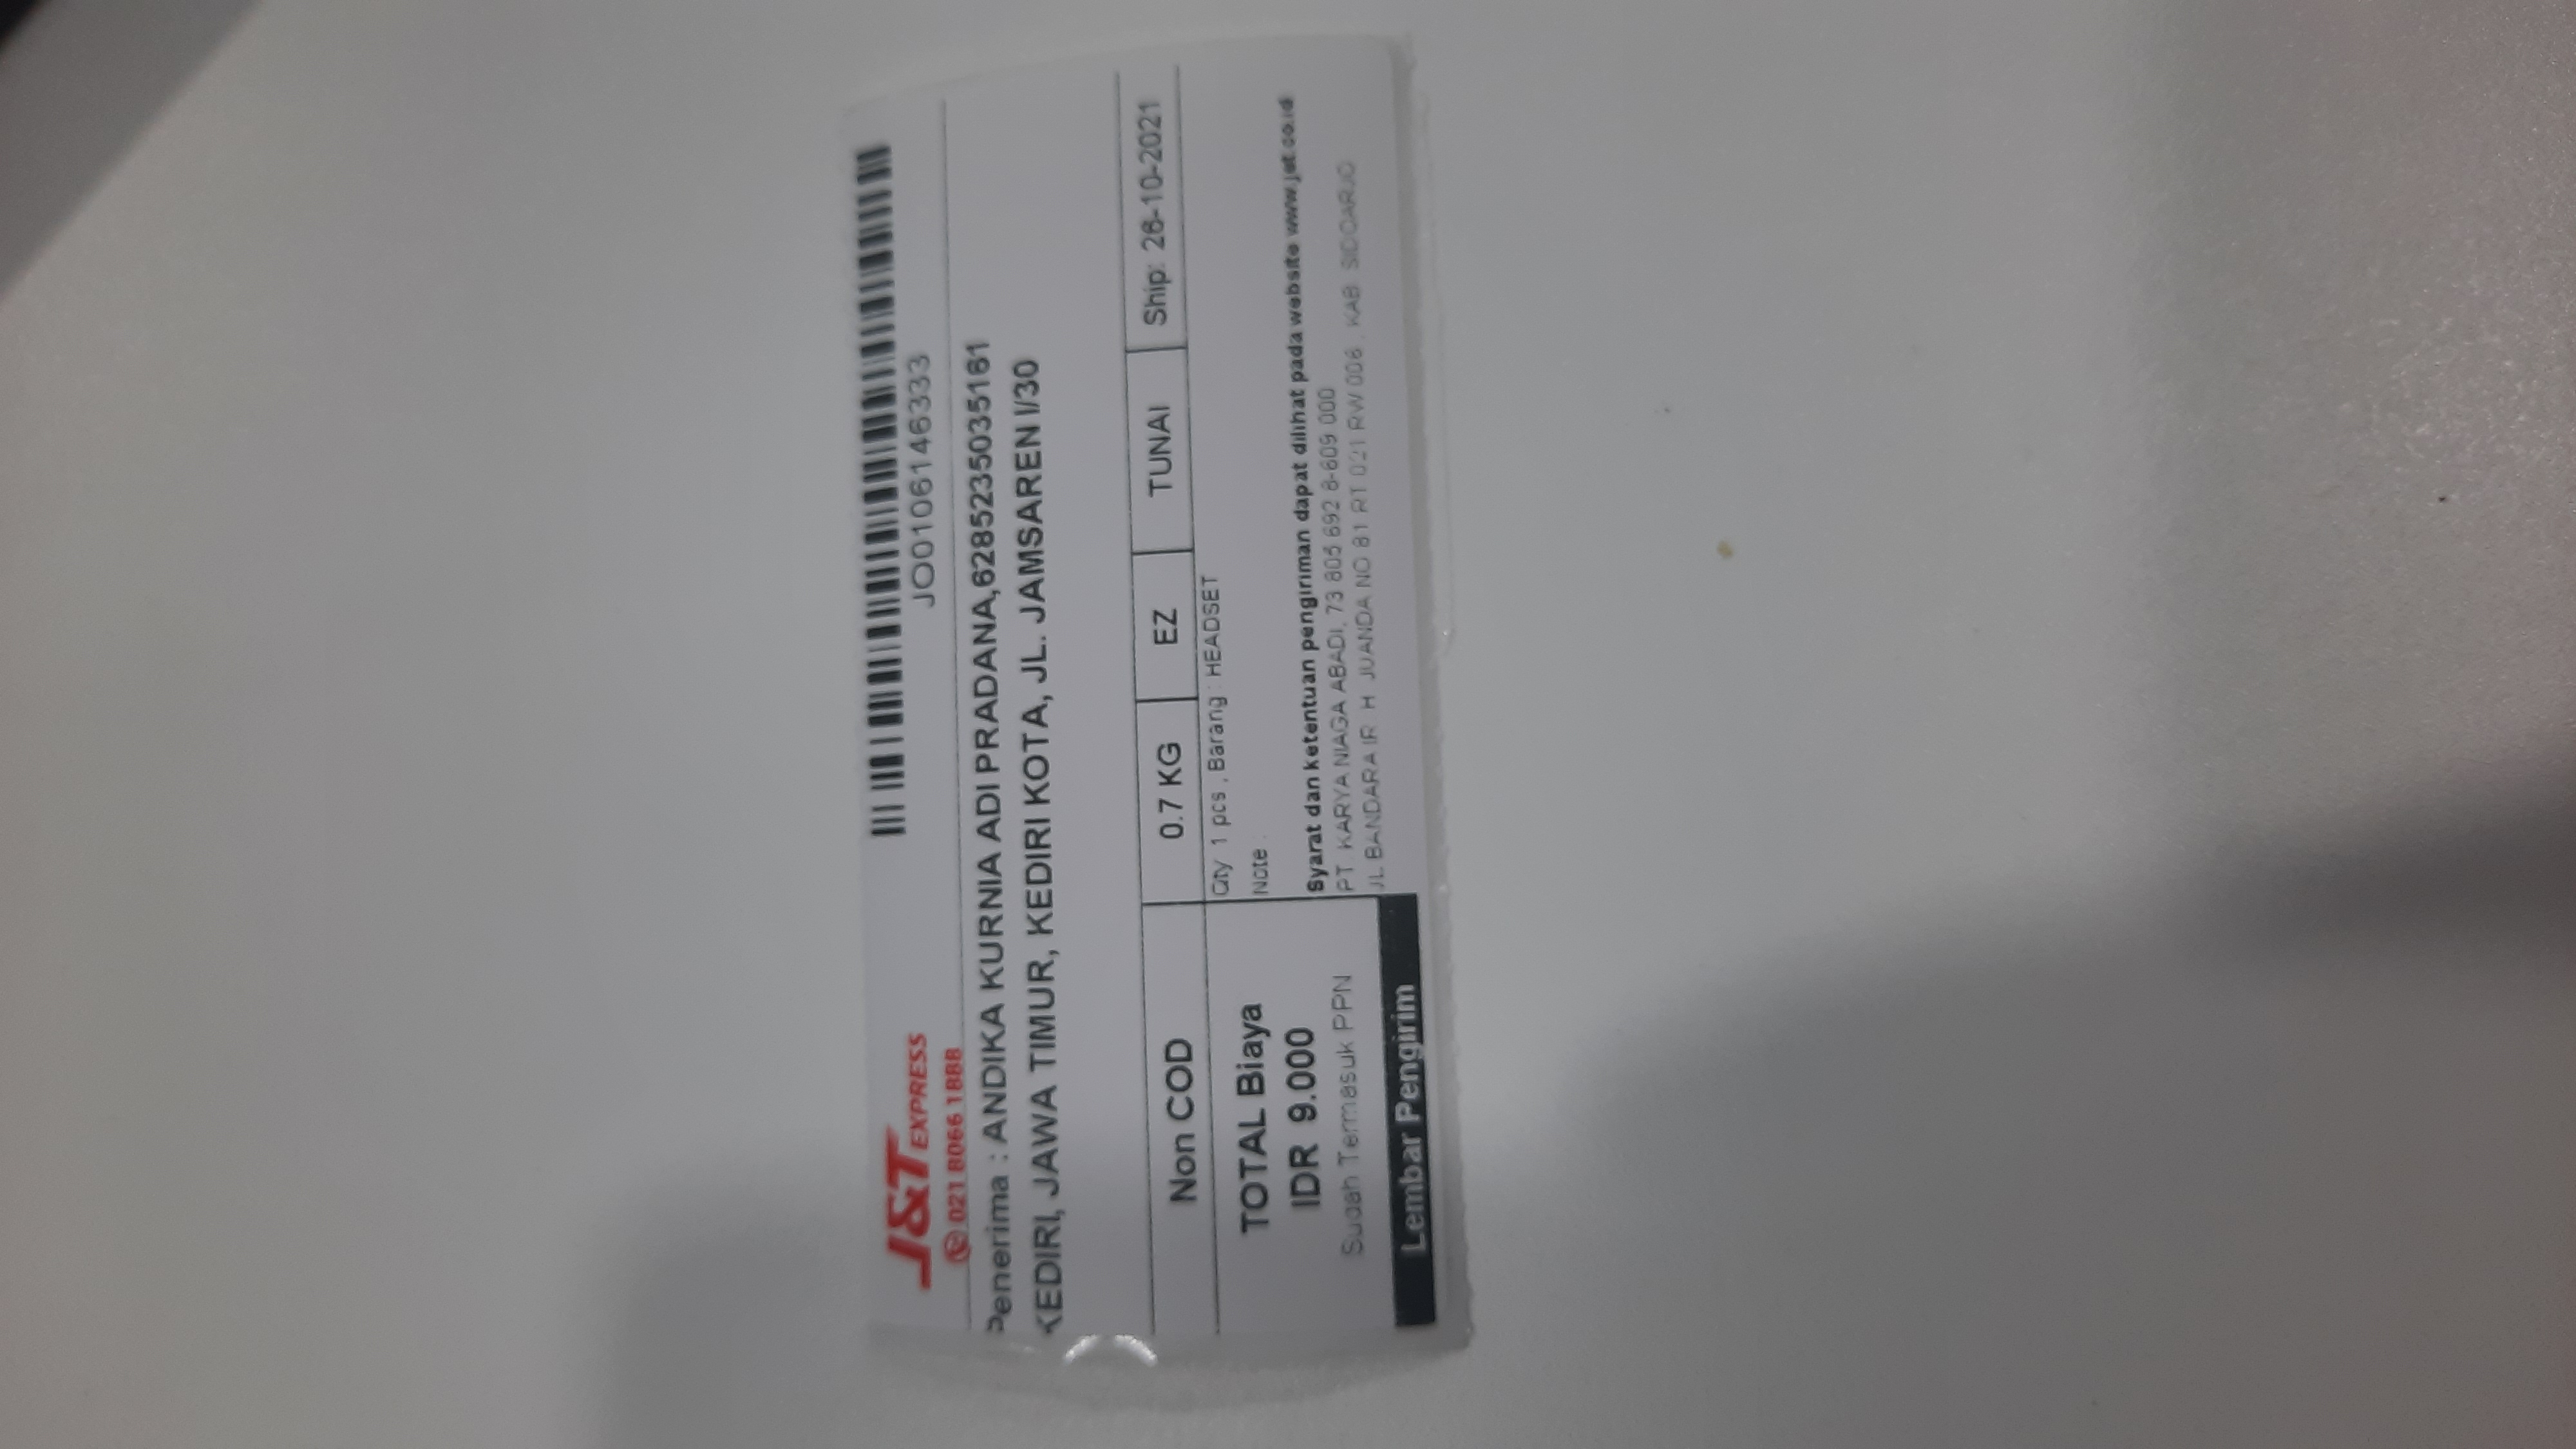 J&T EXPRESS
021 8066 1888
JO0106146333
Penerima : ANDIKA KURNIA ADI PRADANA,6285235035161
KEDIRI, JAWA TIMUR, KEDIRI KOTA, JL. JAMSAREN I/30
Non COD
0.7 KG
EZ
TUNAI
Ship: 26-10-2021
TOTAL Biaya
IDR 9.000
Sudah Termasuk PPN
Lembar Pengirim
Qty 1 pcs , Barang : HEADSET
Note :
Syarat dan ketentuan pengiriman dapat dilihat pada website www.jet.co.id
PT. KARYA NIAGA ABADI, 73 805 692 8-609 000
JL BANDARA IR. H. JUANDA NO 81 RT 021 RW 006 , KAB. SIDOARJO